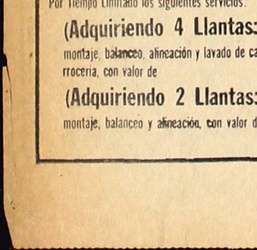 Por Tiempo Limitado los siguientes servicios:
(Adquiriendo 4 Llantas:
montaje, balanceo, alineación y lavado de ca
rrocería, con valor de
(Adquiriendo 2 Llantas:
montaje, balanceo y alineación, con valor d